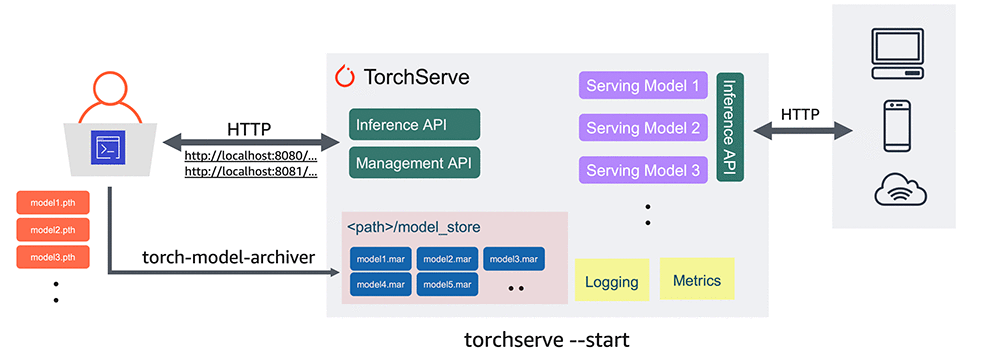 HTTP
http://localhost:8080/...
http://localhost:8081/...
model1.pth
model2.pth
model3.pth
torch-model-archiver
TorchServe
Inference API
Management API
<path>/model_store
model1.mar
model2.mar
model3.mar
model4.mar
model5.mar
Serving Model 1
Serving Model 2
Serving Model 3
Inference API
Logging
Metrics
HTTP
torchserve --start